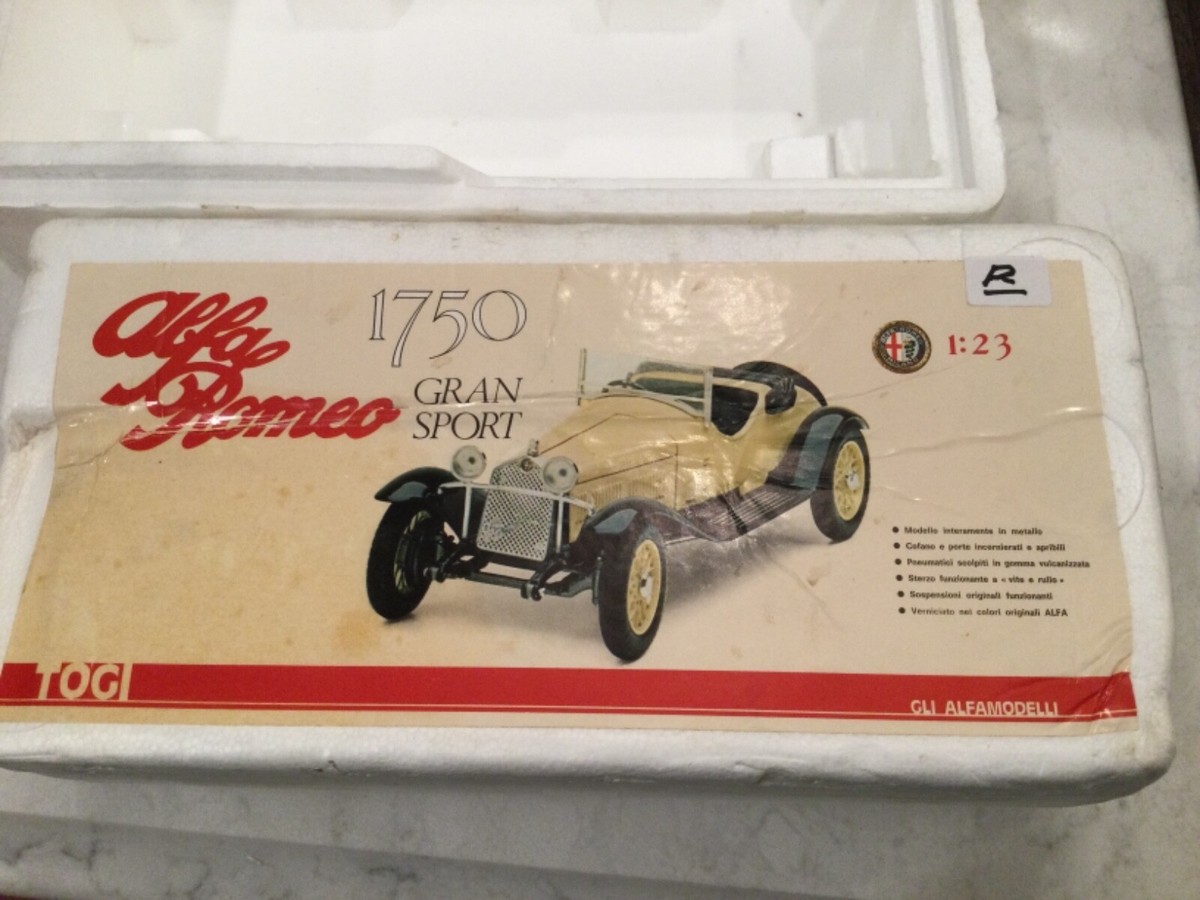 Alfa
Romeo
1750
GRAN
SPORT
R
1:23
● Modello interamente in metallo
● Cofano e porte incernierati e apribili
● Pneumatici scolpiti in gomma vulcanizzata
● Sterzo funzionante a « vite e rullo »
● Sospensioni originali funzionanti
● Verniciato nei colori originali ALFA
TOGI
GLI ALFAMODELLI